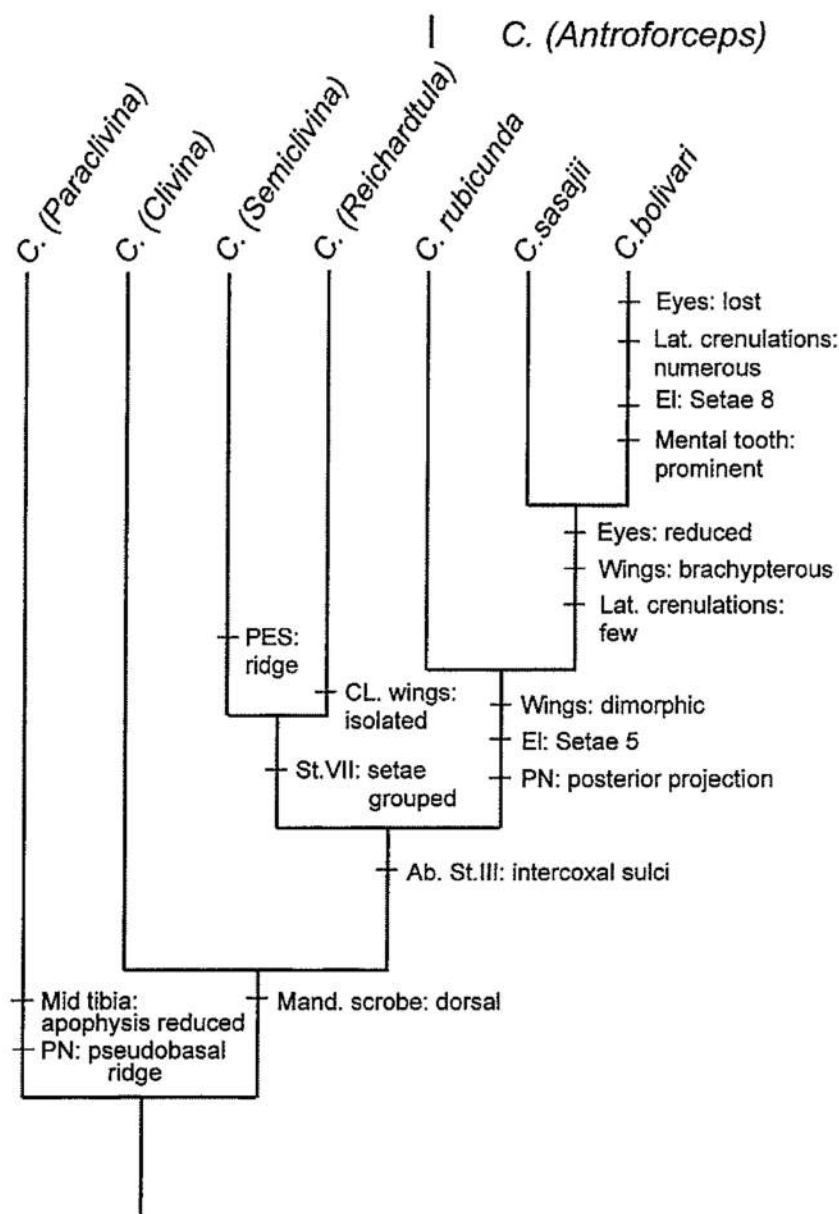 C. (Antroforceps)
C. (Paraclivina)
C. (Clivina)
C. (Semiclivina)
C. (Reichardtula)
C. rubicunda
C.sasajii
C.bolivari
Eyes: lost
Lat. crenulations:
numerous
El: Setae 8
Mental tooth:
prominent
Eyes: reduced
Wings: brachypterous
Lat. crenulations:
few
PES:
ridge
CL. wings:
isolated
Wings: dimorphic
El: Setae 5
St.VII: setae
grouped
PN: posterior projection
Ab. St.III: intercoxal sulci
Mid tibia:
apophysis reduced
Mand. scrobe: dorsal
PN: pseudobasal
ridge